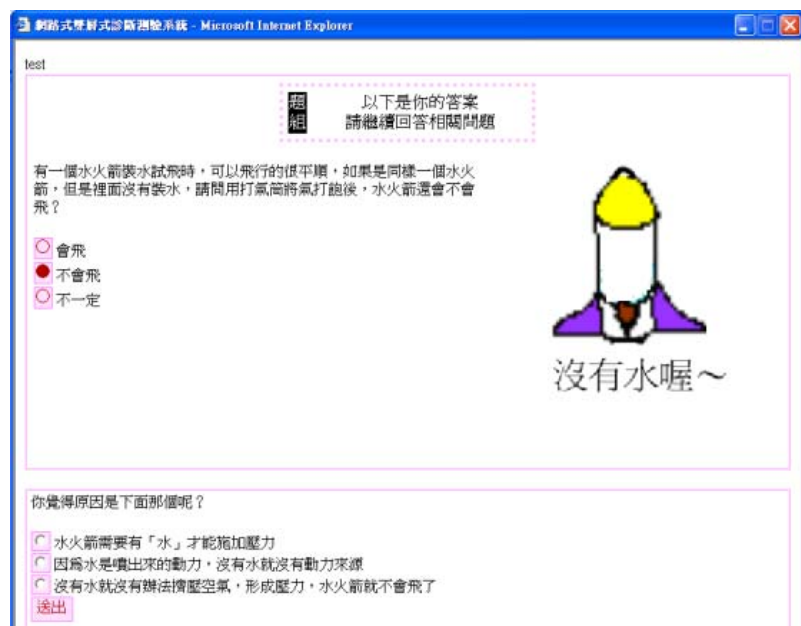 網路式雙層式診斷測驗系統 - Microsoft Internet Explorer
test
題組
以下是你的答案
請繼續回答相關問題
有一個水火箭裝水試飛時，可以飛行的很平順，如果是同樣一個水火
箭，但是裡面沒有裝水，請問用打氣筒將氣打飽後，水火箭還會不會
飛？
會飛
不會飛
不一定
沒有水喔～
你覺得原因是下面那個呢？
水火箭需要有「水」才能施加壓力
因為水是噴出來的動力，沒有水就沒有動力來源
沒有水就沒有辦法擠壓空氣，形成壓力，水火箭就不會飛了
送出